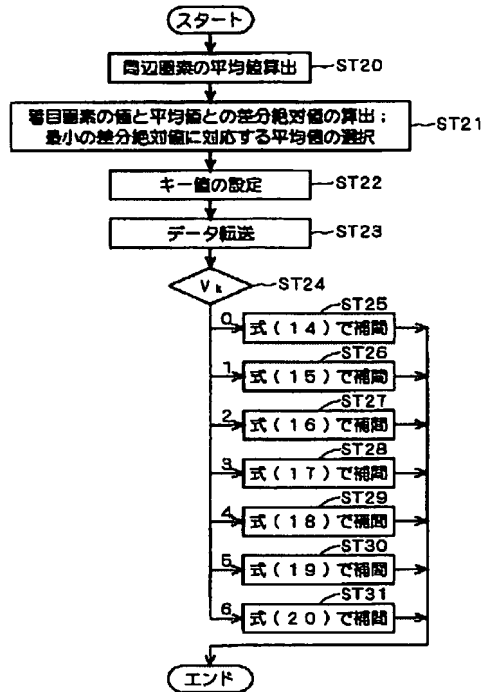 スタート
周辺画素の平均値算出 ST20
着目画素の値と平均値との差分絶対値の算出；
最小の差分絶対値に対応する平均値の選択 ST21
キー値の設定 ST22
データ転送 ST23
Vk ST24
ST25
0 式(14)で補間
ST26
1 式(15)で補間
ST27
2 式(16)で補間
ST28
3 式(17)で補間
ST29
4 式(18)で補間
ST30
5 式(19)で補間
ST31
6 式(20)で補間
エンド